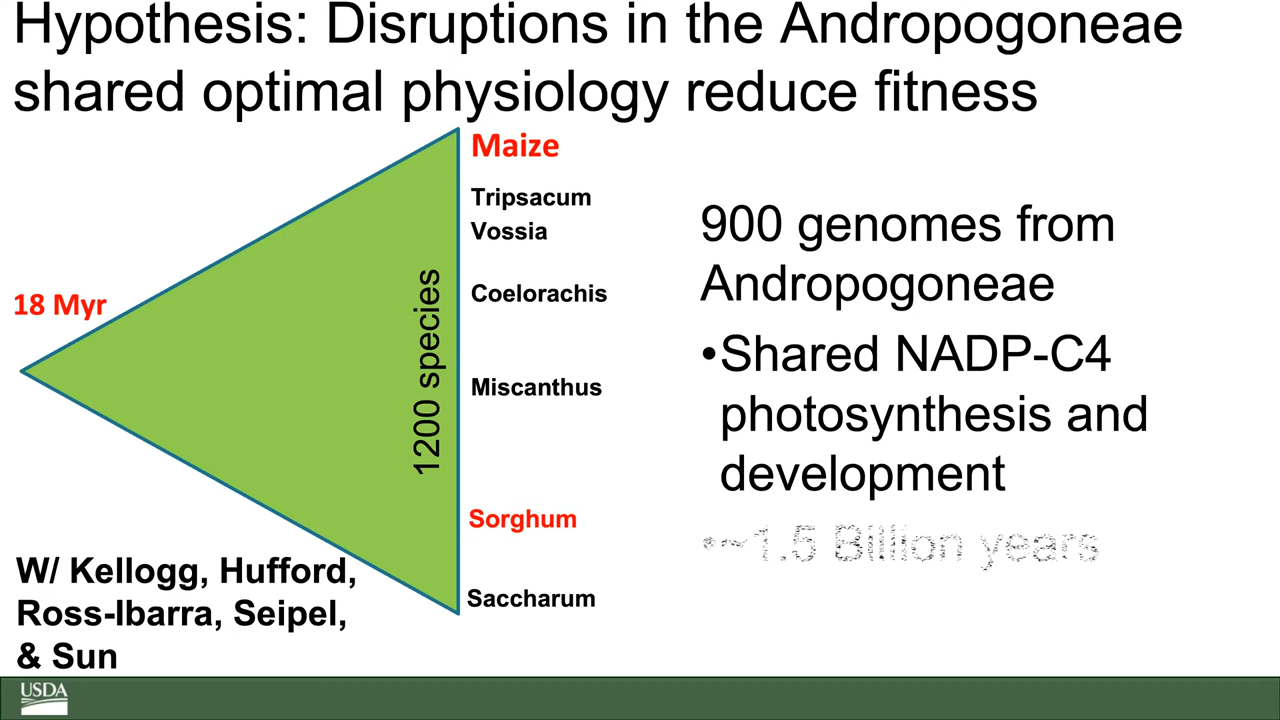 Hypothesis: Disruptions in the Andropogoneae
shared optimal physiology reduce fitness
Maize
Tripsacum
Vossia
18 Myr
Coelorachis
1200 species
Miscanthus
Sorghum
Saccharum
W/ Kellogg, Hufford,
Ross-Ibarra, Seipel,
& Sun
900 genomes from
Andropogoneae
•Shared NADP-C4
photosynthesis and
development
•~1.5 Billion years
USDA